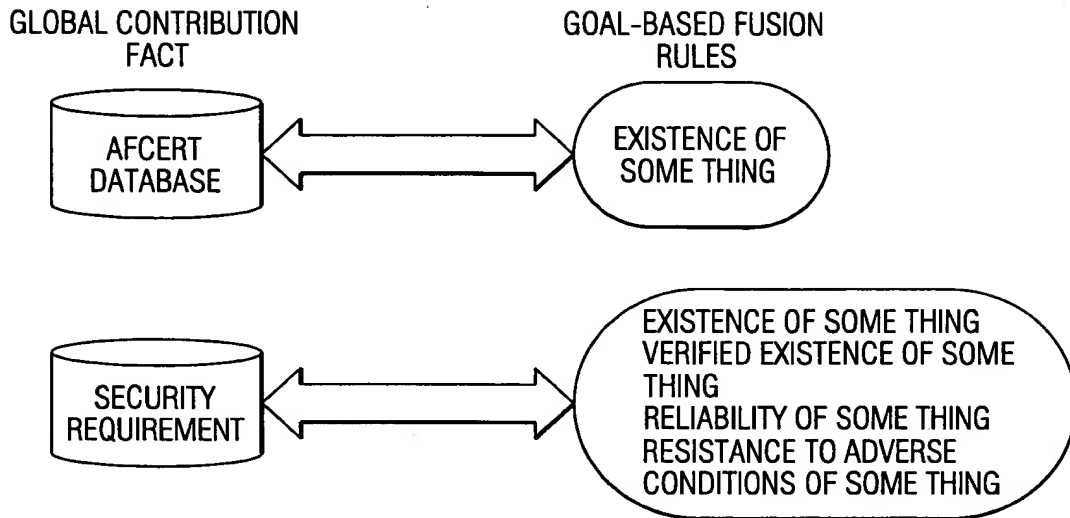 GLOBAL CONTRIBUTION
FACT
GOAL-BASED FUSION
RULES
AFCERT
DATABASE
EXISTENCE OF
SOME THING
SECURITY
REQUIREMENT
EXISTENCE OF SOME THING
VERIFIED EXISTENCE OF SOME
THING
RELIABILITY OF SOME THING
RESISTANCE TO ADVERSE
CONDITIONS OF SOME THING